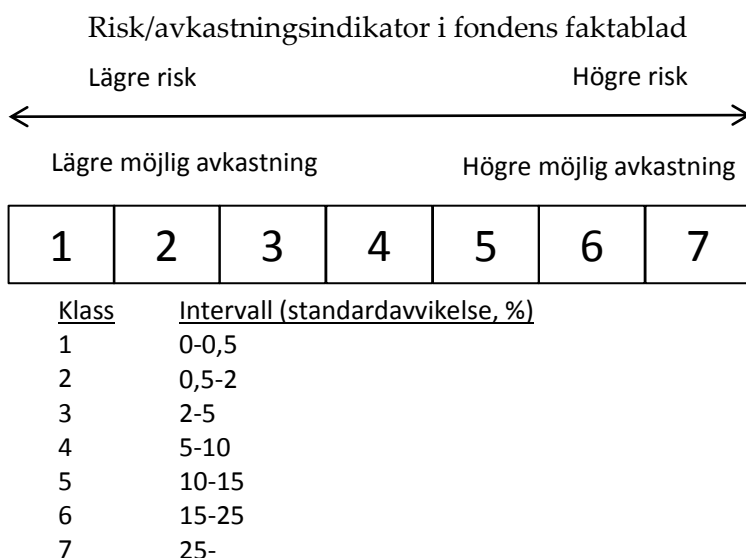 Risk/avkastningsindikator i fondens faktablad
Lägre risk Högre risk
Lägre möjlig avkastning Högre möjlig avkastning
1 2 3 4 5 6 7
Klass Intervall (standardavvikelse, %)
1 0-0,5
2 0,5-2
3 2-5
4 5-10
5 10-15
6 15-25
7 25-